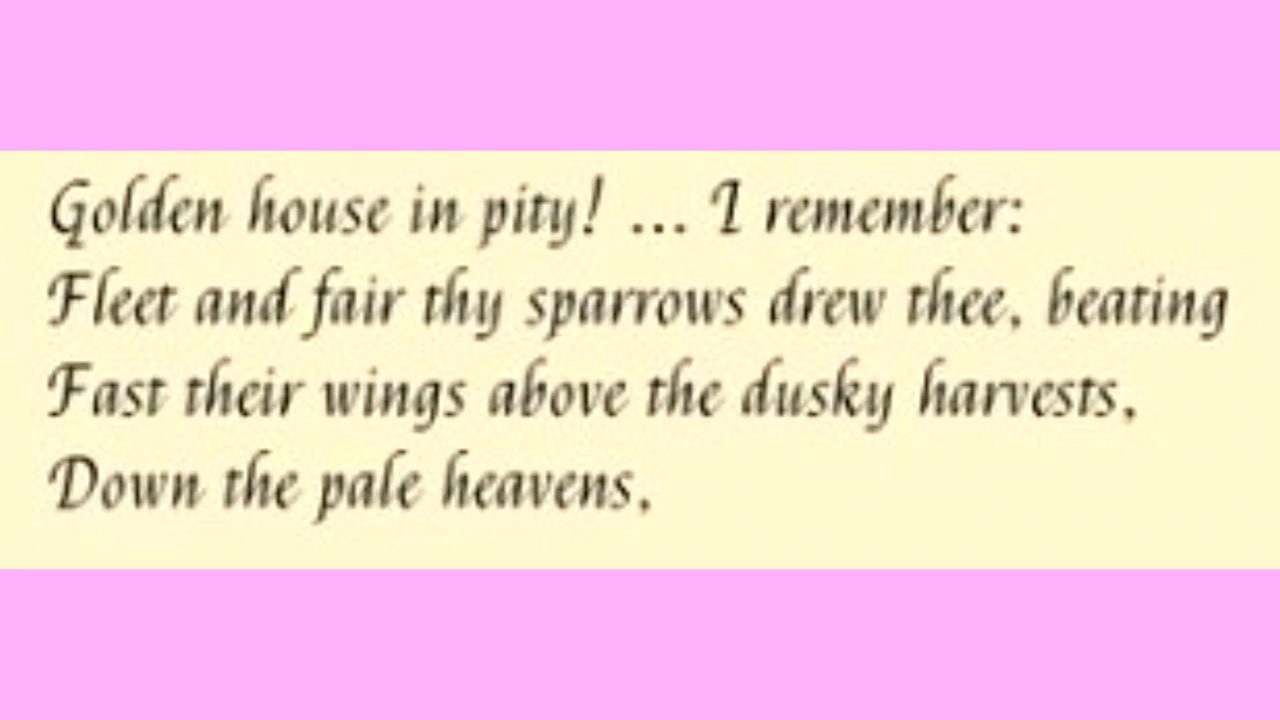 Golden house in pity! ... I remember:
Fleet and fair thy sparrows drew thee, beating
Fast their wings above the dusky harvests,
Down the pale heavens,